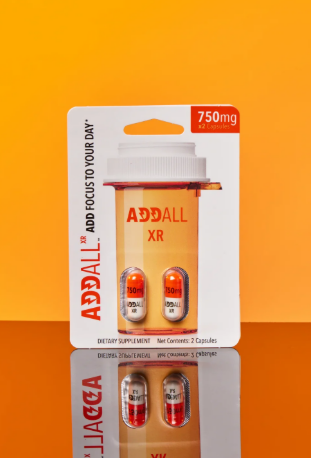 750mg
x2 Capsules
ADDALL XR™
ADD FOCUS TO YOUR DAY*
ADDALL
XR
750mg
ADDALL
XR
750mg
ADDALL
XR
DIETARY SUPPLEMENT Net Contents: 2 Capsules